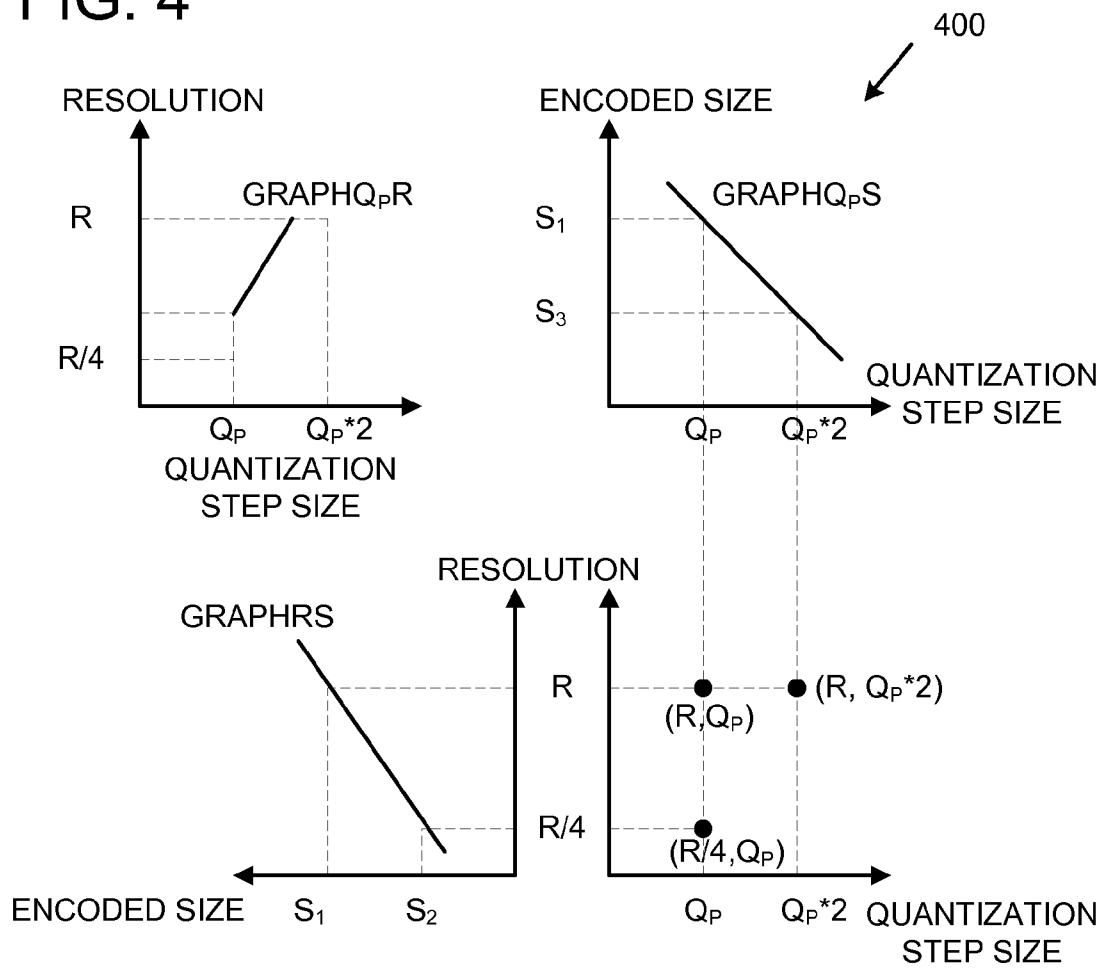 FIG. 4
400
RESOLUTION
GRAPHQPR
R
R/4
QP
QP*2
QUANTIZATION
STEP SIZE
ENCODED SIZE
GRAPHQPS
S1
S3
QUANTIZATION
STEP SIZE
QP
QP*2
RESOLUTION
GRAPHRS
R
R/4
ENCODED SIZE
S1
S2
(R,QP)
(R, QP*2)
(R/4,QP)
QP
QP*2
QUANTIZATION
STEP SIZE